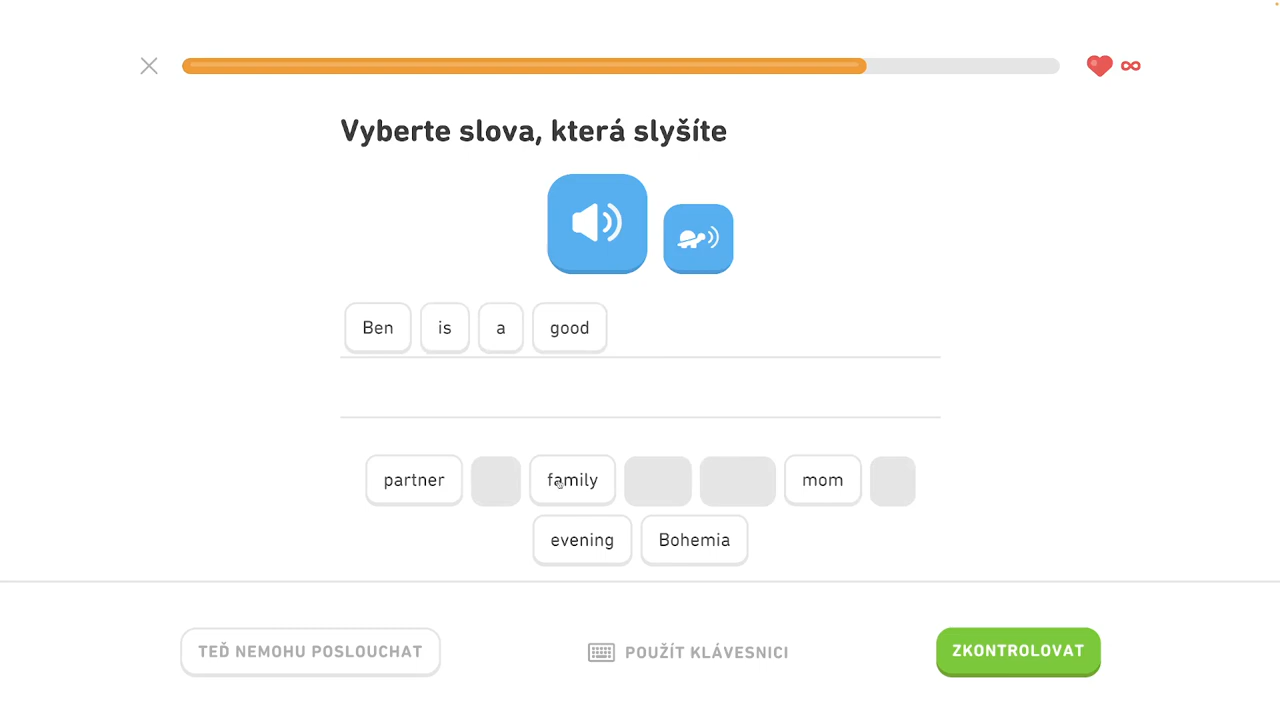 ∞
Vyberte slova, která slyšíte
Ben is a good
partner family mom
evening Bohemia
TEĎ NEMOHU POSLOUCHAT POUŽÍT KLÁVESNICI ZKONTROLOVAT